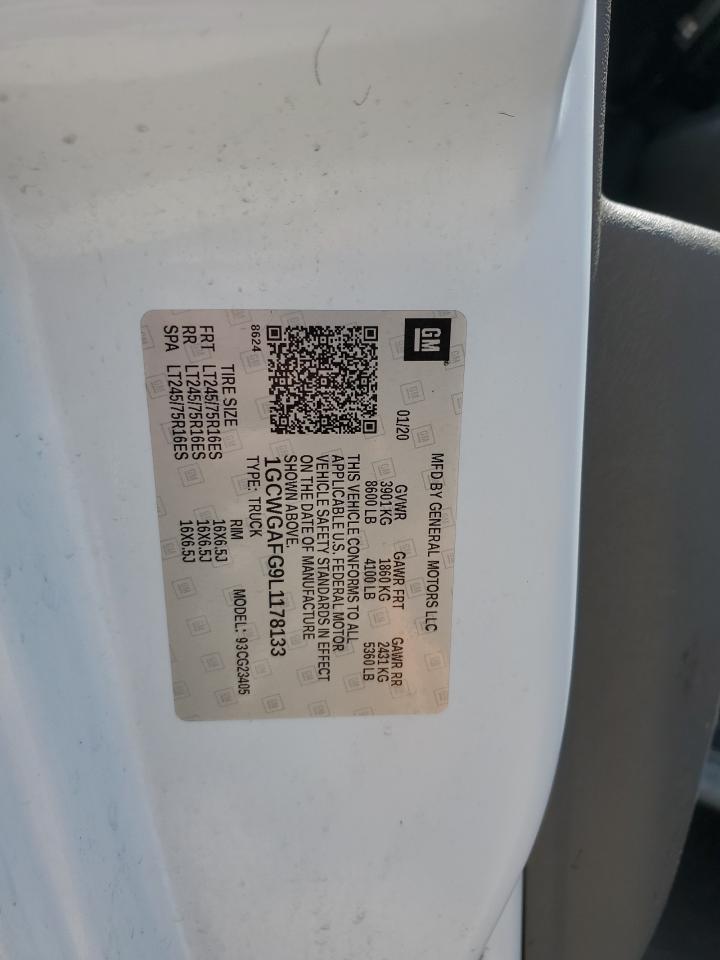 GM
MFD BY GENERAL MOTORS LLC
01/20
GVWR GAWR FRT GAWR RR
3901 KG 1860 KG 2431 KG
8600 LB 4100 LB 5360 LB
THIS VEHICLE CONFORMS TO ALL
APPLICABLE U.S. FEDERAL MOTOR
VEHICLE SAFETY STANDARDS IN EFFECT
ON THE DATE OF MANUFACTURE
SHOWN ABOVE.
1GCWGAFG9L1178133
8624
TYPE: TRUCK MODEL: 93CG23405
TIRE SIZE RIM
FRT LT245/75R16ES 16X6.5J
RR LT245/75R16ES 16X6.5J
SPA LT245/75R16ES 16X6.5J